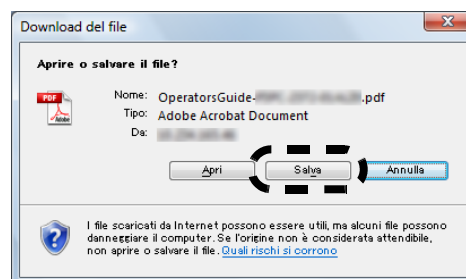 Download del file
Aprire o salvare il file?
PDF
Adobe
Nome: OperatorsGuide- .pdf
Tipo: Adobe Acrobat Document
Da:
Apri Salva Annulla
I file scaricati da Internet possono essere utili, ma alcuni file possono
danneggiare il computer. Se l'origine non è considerata attendibile,
non aprire o salvare il file. Quali rischi si corrono